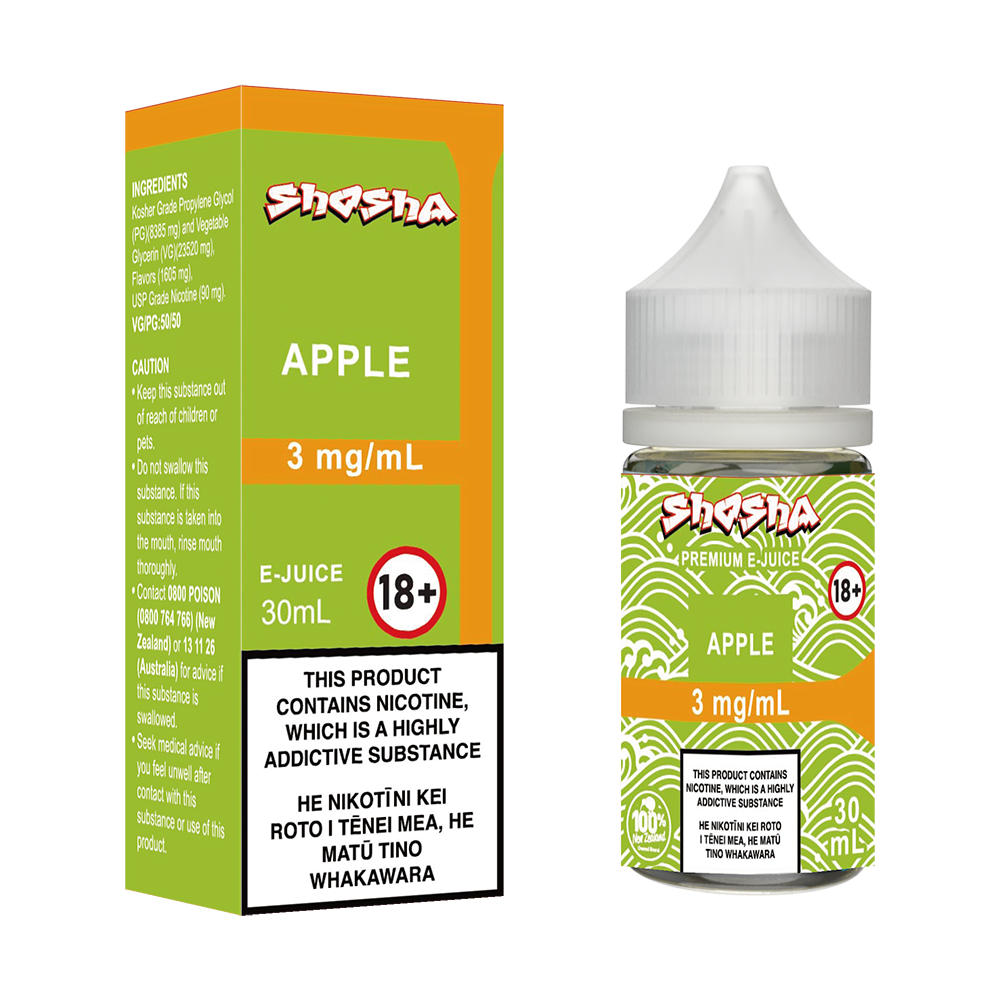 INGREDIENTS
Kosher Grade Propylene Glycol
(PG)(8385 mg) and Vegetable
Glycerin (VG)(23520 mg),
Flavors (1605 mg),
USP Grade Nicotine (90 mg).
VG/PG:50/50
CAUTION
• Keep this substance out
of reach of children or
pets.
• Do not swallow this
substance. If this
substance is taken into
the mouth, rinse mouth
thoroughly.
• Contact 0800 POISON
(0800 764 766) (New
Zealand) or 13 11 26
(Australia) for advice if
this substance is
swallowed.
• Seek medical advice if
you feel unwell after
contact with this
substance or use of this
product.
SHOSHA
APPLE
3 mg/mL
E-JUICE
30mL
18+
THIS PRODUCT
CONTAINS NICOTINE,
WHICH IS A HIGHLY
ADDICTIVE SUBSTANCE
HE NIKOTĪNI KEI
ROTO I TĒNEI MEA, HE
MATŪ TINO
WHAKAWARA
SHOSHA
PREMIUM E-JUICE
18+
APPLE
3 mg/mL
THIS PRODUCT CONTAINS
NICOTINE, WHICH IS A HIGHLY
ADDICTIVE SUBSTANCE
HE NIKOTĪNI KEI ROTO
I TĒNEI MEA, HE MATŪ
TINO WHAKAWARA
100%
New Zealand
30
mL